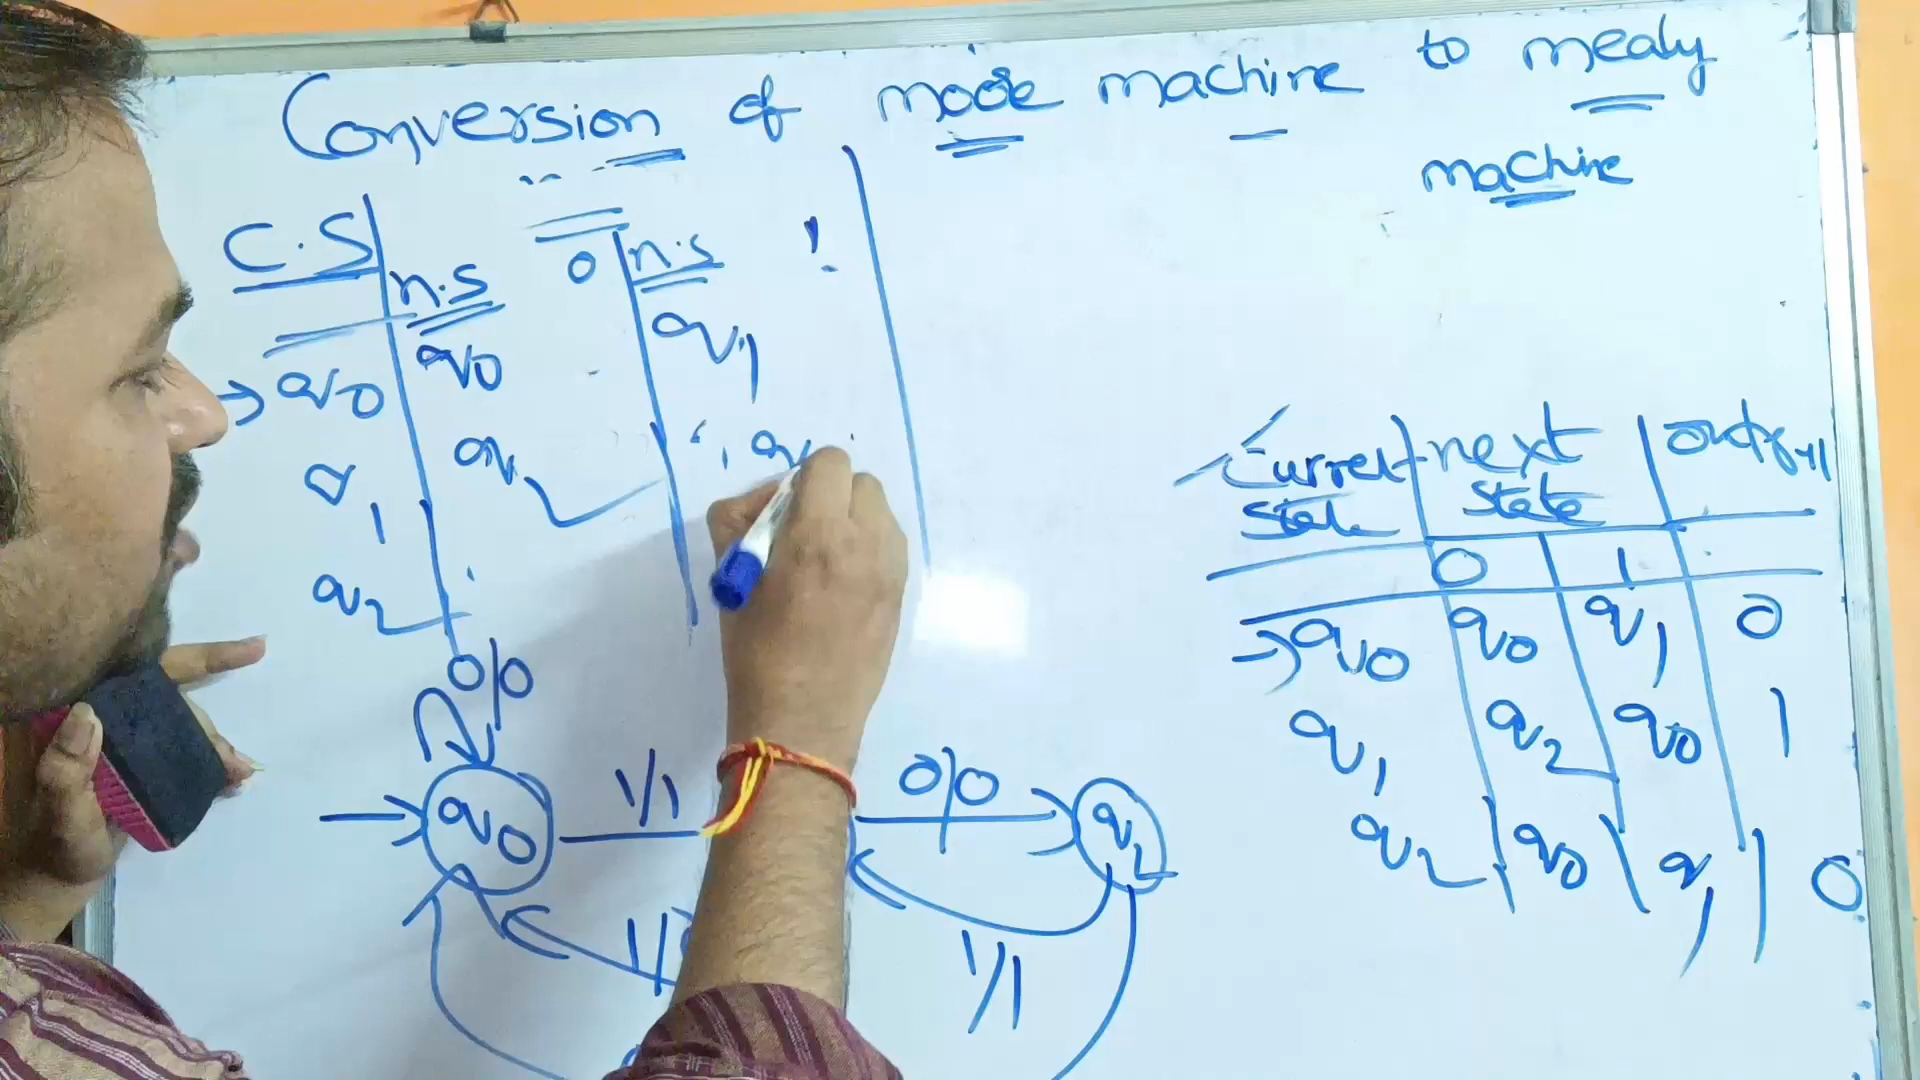 Conversion of moore machine to mealy
machine
C.S n.s 0 n.s 1
→ q0 q0 q1
q1 q2
q2
0/0
q0 1/1 0/0 q2
1/1
Current next output
state state
0 1
→ q0 q0 q1 0
q1 q2 q0 1
q2 q0 q1 0